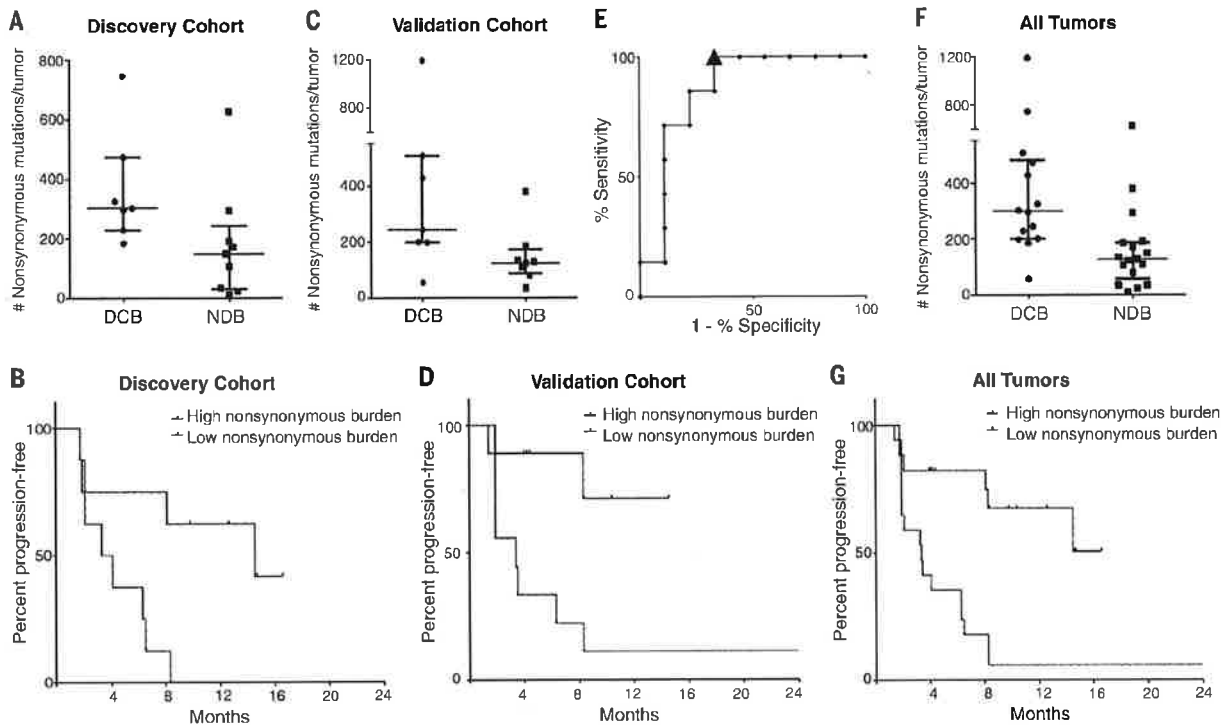 A
Discovery Cohort
# Nonsynonymous mutations/tumor
800
600
400
200
0
DCB
NDB
C
Validation Cohort
# Nonsynonymous mutations/tumor
1200
800
400
200
0
DCB
NDB
E
% Sensitivity
100
50
0
50
100
1 - % Specificity
F
All Tumors
# Nonsynonymous mutations/tumor
1200
800
400
200
0
DCB
NDB
B
Discovery Cohort
High nonsynonymous burden
Low nonsynonymous burden
Percent progression-free
100
50
4
8
12
16
20
24
Months
D
Validation Cohort
High nonsynonymous burden
Low nonsynonymous burden
Percent progression-free
100
50
4
8
12
16
20
24
Months
G
All Tumors
High nonsynonymous burden
Low nonsynonymous burden
Percent progression-free
100
50
4
8
12
16
20
24
Months